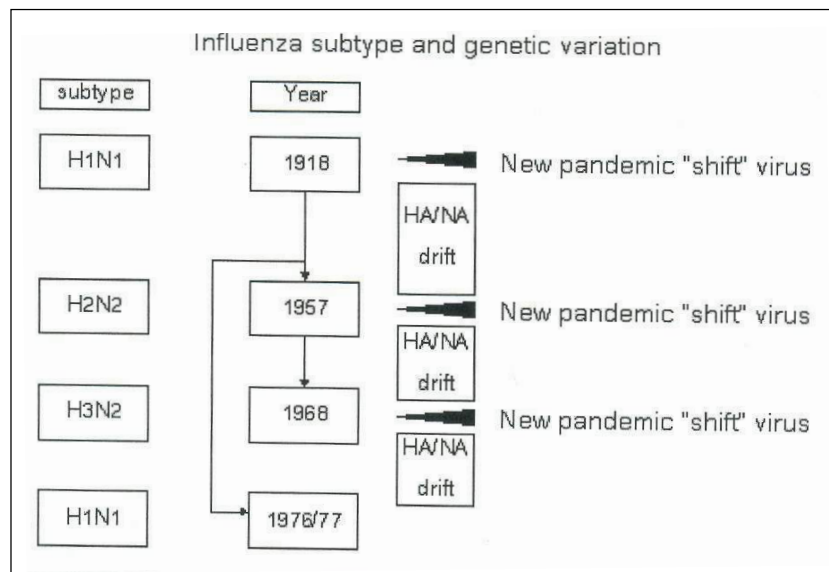 Influenza subtype and genetic variation
subtype Year
H1N1 1918 New pandemic "shift" virus
HA/NA
drift
H2N2 1957 New pandemic "shift" virus
HA/NA
drift
H3N2 1968 New pandemic "shift" virus
HA/NA
drift
H1N1 1976/77